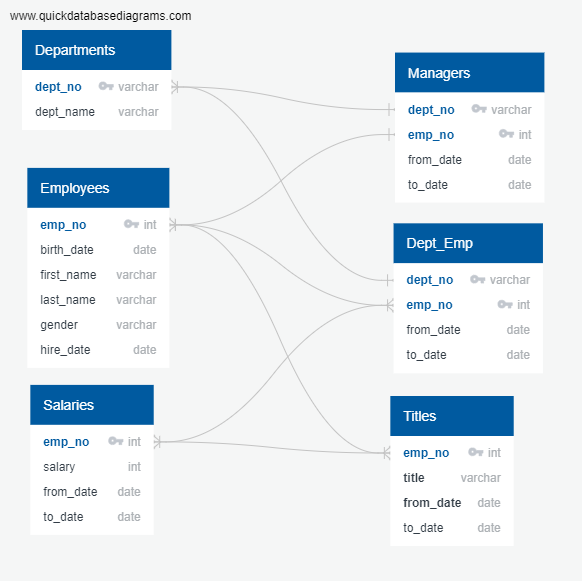 www.quickdatabasediagrams.com
Departments
dept_no varchar
dept_name varchar
Employees
emp_no int
birth_date date
first_name varchar
last_name varchar
gender varchar
hire_date date
Salaries
emp_no int
salary int
from_date date
to_date date
Managers
dept_no varchar
emp_no int
from_date date
to_date date
Dept_Emp
dept_no varchar
emp_no int
from_date date
to_date date
Titles
emp_no int
title varchar
from_date date
to_date date